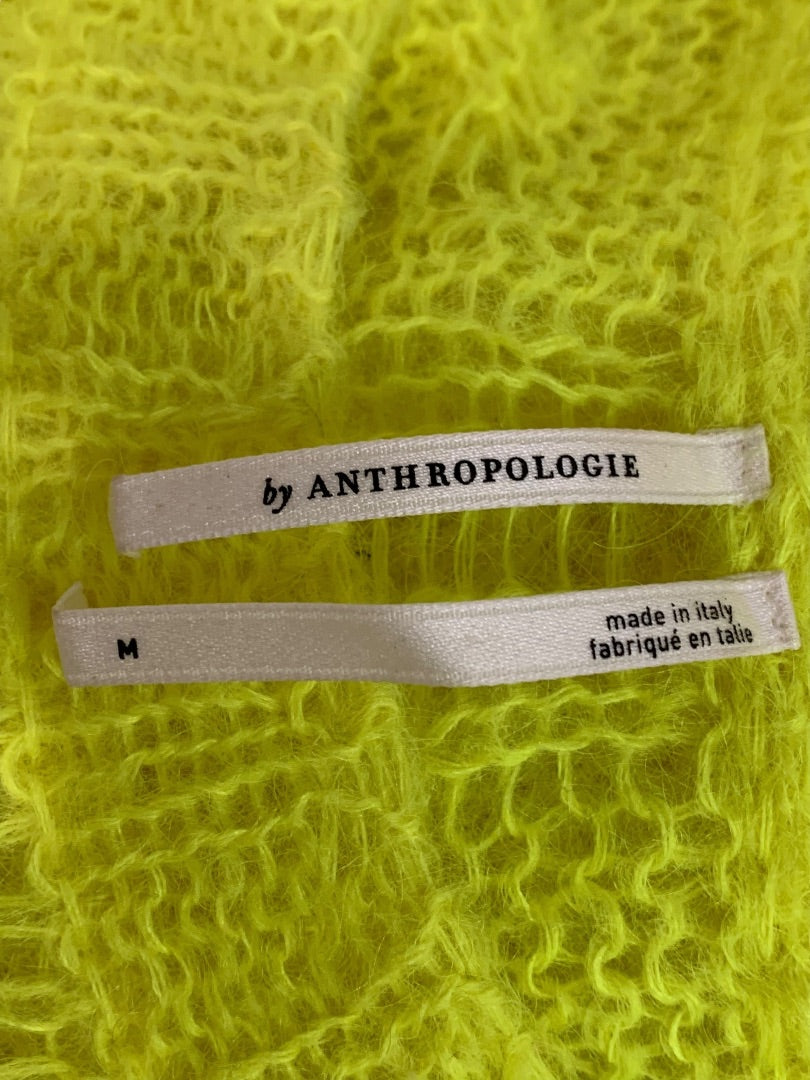 by ANTHROPOLOGIE
M
made in italy
fabriqué en talie